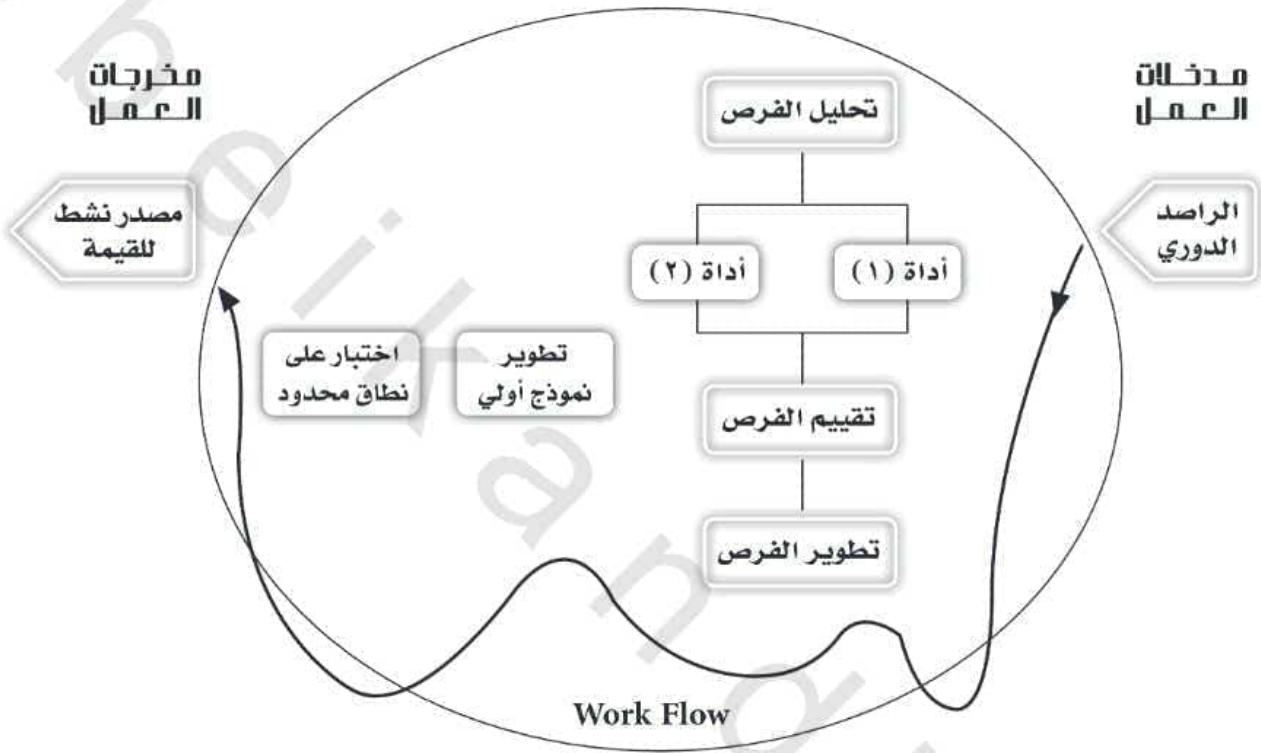 مدخلات
العمل
الراصد
الدوري
تحليل الفرص
أداة (١)
أداة (٢)
تقييم الفرص
تطوير الفرص
تطوير
نموذج أولي
اختبار على
نطاق محدود
مخرجات
العمل
مصدر نشط
للقيمة
Work Flow